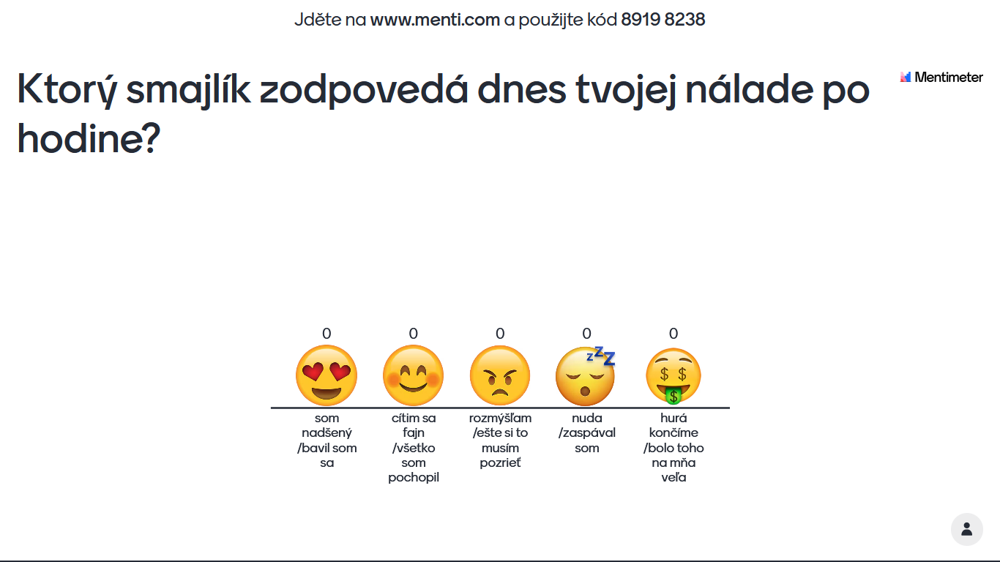 Jděte na www.menti.com a použijte kód 8919 8238
Ktorý smajlík zodpovedá dnes tvojej nálade po
hodine?
Mentimeter
0
0
0
0
0
som
nadšený
/bavil som
sa
cítim sa
fajn
/všetko
som
pochopil
rozmýšľam
/ešte si to
musím
pozrieť
nuda
/zaspával
som
hurá
končíme
/bolo toho
na mňa
veľa